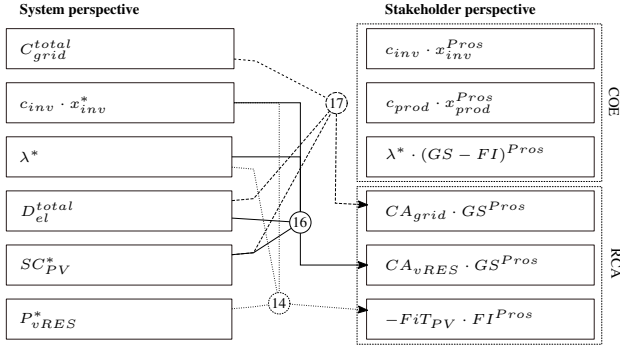 System perspective
Stakeholder perspective
C_{grid}^{total}
c_{inv} · x_{inv}^{*}
λ^{*}
D_{el}^{total}
SC_{PV}^{*}
P_{vRES}^{*}
17
16
14
c_{inv} · x_{inv}^{Pros}
c_{prod} · x_{prod}^{Pros}
λ^{*} · (GS − FI)^{Pros}
CA_{grid} · GS^{Pros}
CA_{vRES} · GS^{Pros}
−FiT_{PV} · FI^{Pros}
COE
RCA